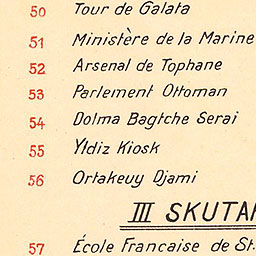 50 Tour de Galata
51 Ministère de la Marine
52 Arsenal de Tophane
53 Parlement Ottoman
54 Dolma Bagtche Serai
55 Yldiz Kiosk
56 Ortakeuy Djami
III SKUTAR
57 École Francaise de St.